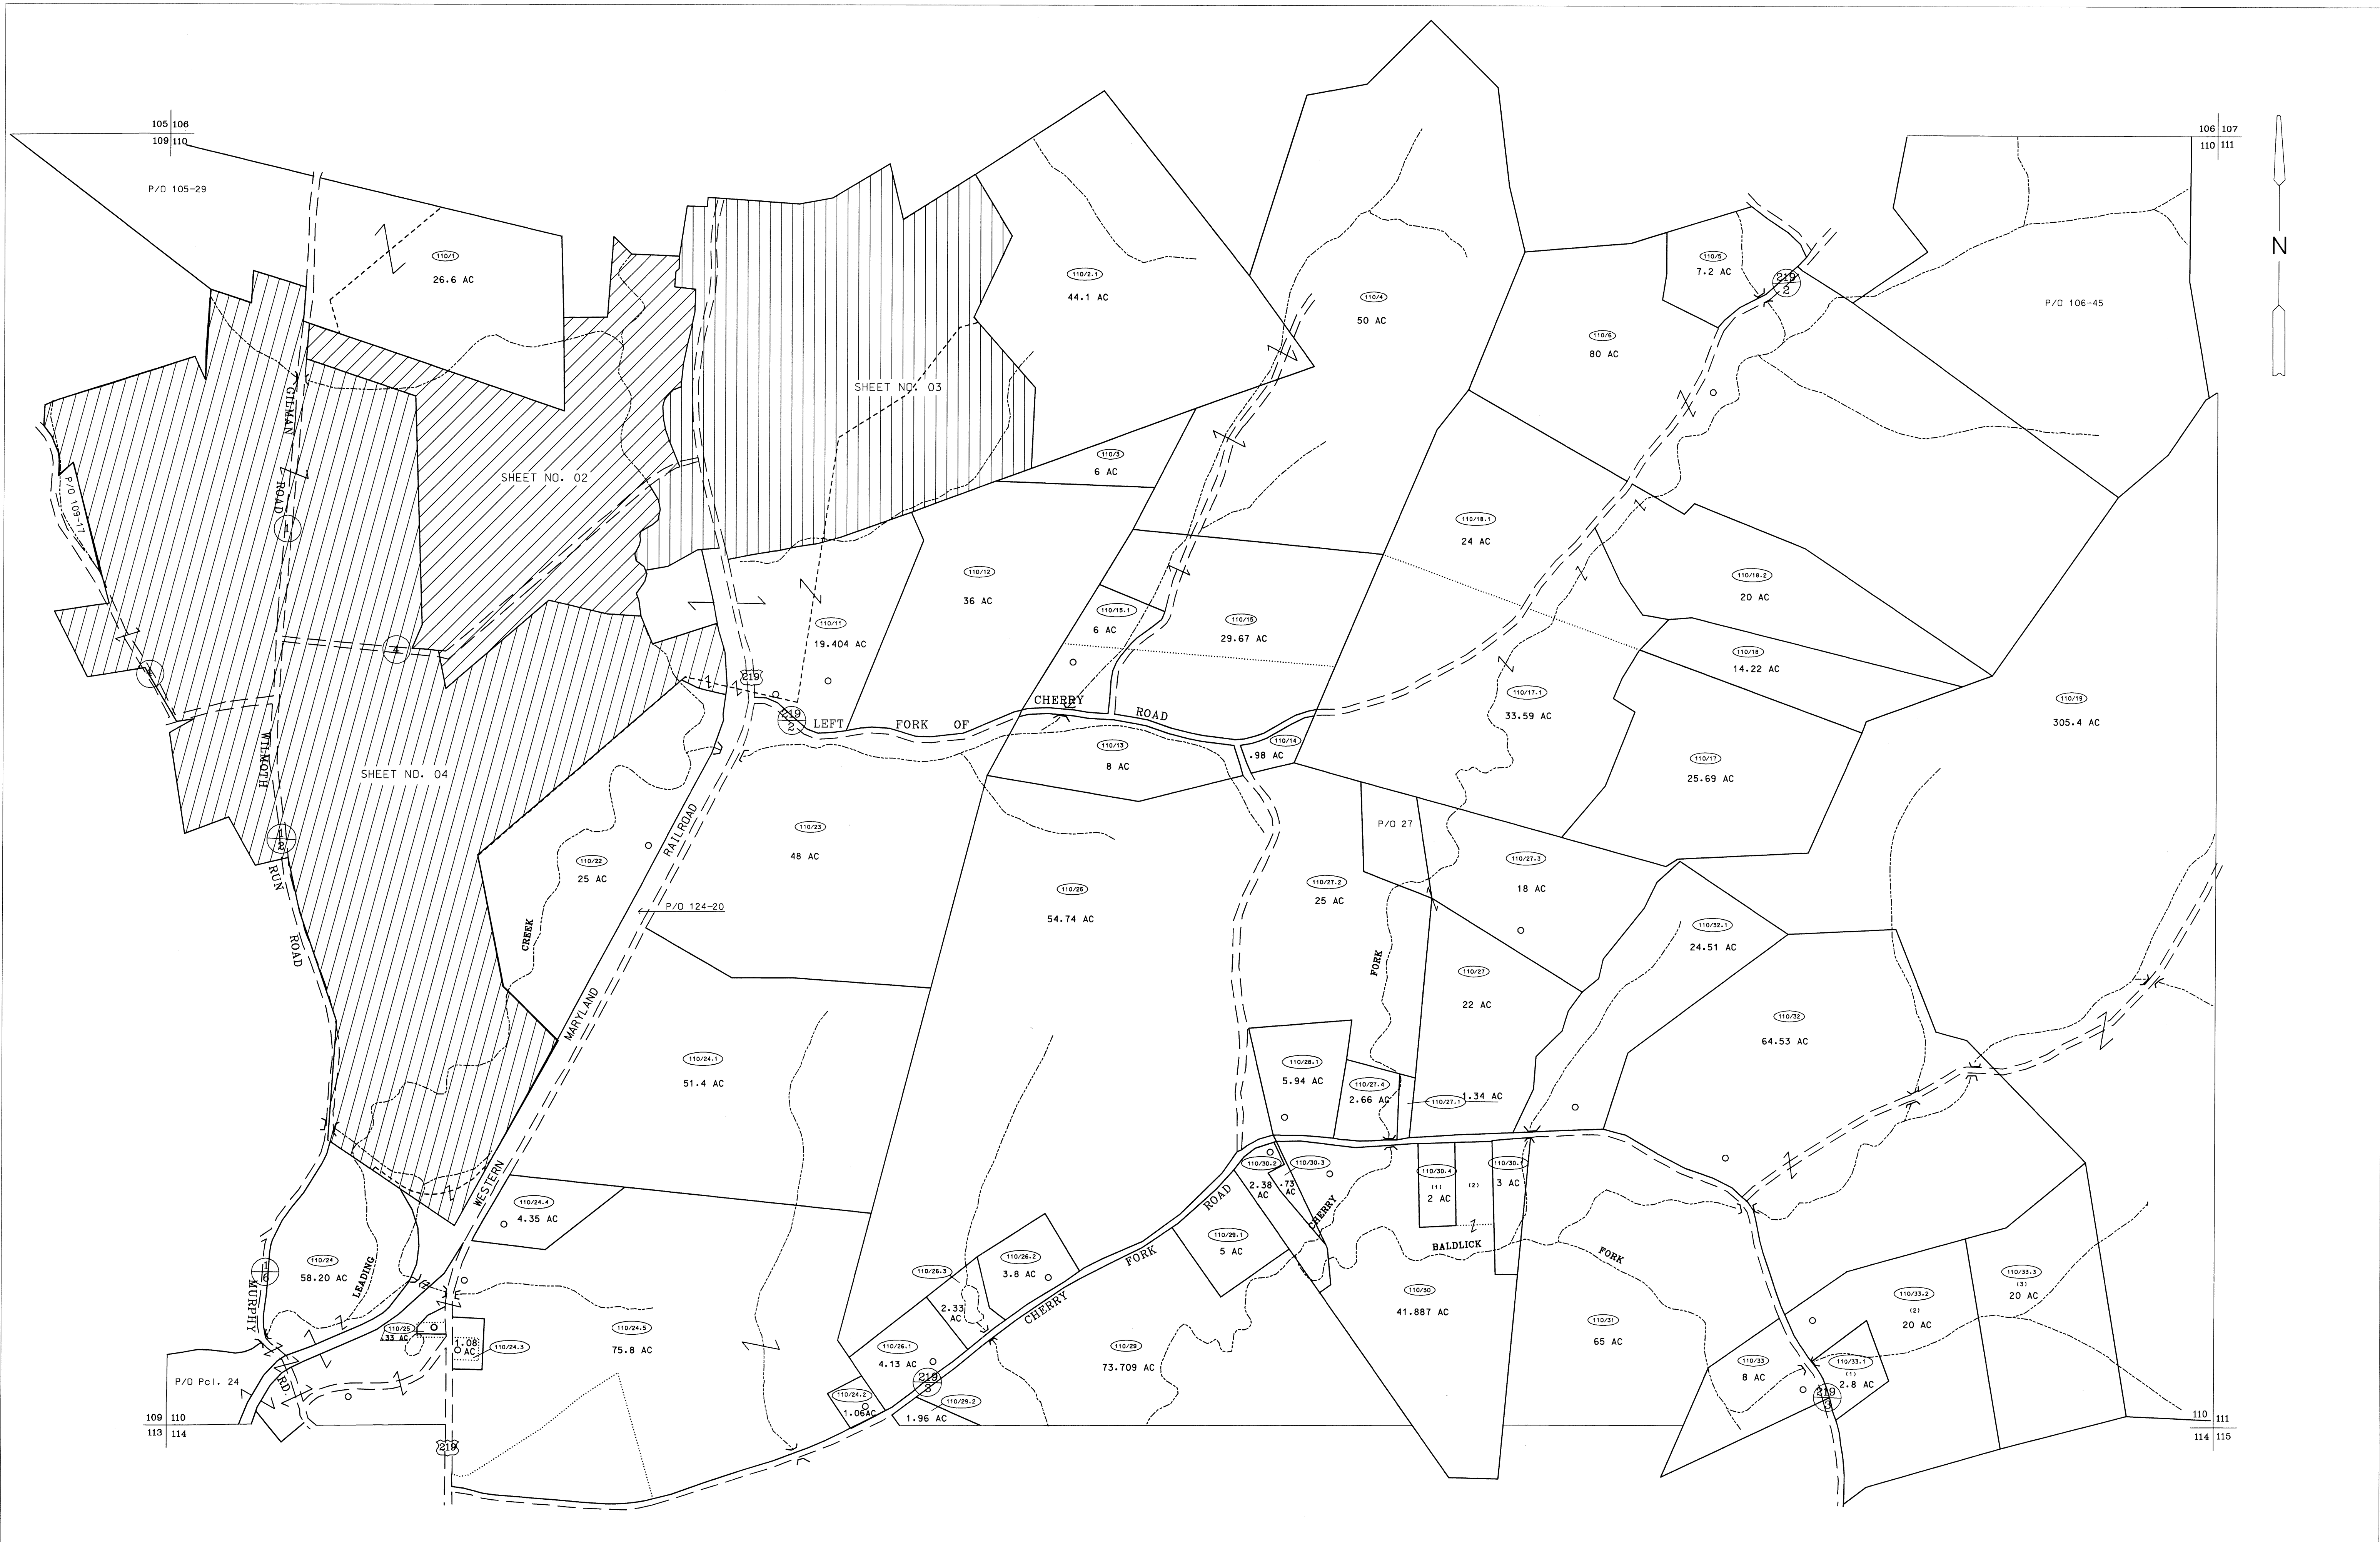 105 106
109 110
P/O 105-29
110/1
26.6 AC
106 107
110 111
N
110/2.1
44.1 AC
110/4
50 AC
110/5
7.2 AC
219
2
P/O 106-45
110/6
80 AC
SHEET NO. 03
GILMAN
ROAD
1
P/O 109-17
SHEET NO. 02
110/3
6 AC
110/12
36 AC
110/18.1
24 AC
110/18.2
20 AC
110/15.1
6 AC
110/15
29.67 AC
110/11
19.404 AC
4
4
219
219
2
LEFT FORK OF CHERRY ROAD
110/18
14.22 AC
110/17.1
33.59 AC
110/19
305.4 AC
110/13
8 AC
110/14
.98 AC
110/17
25.69 AC
WILMOTH
RUN
ROAD
1
2
SHEET NO. 04
110/22
25 AC
110/23
48 AC
P/O 27
110/27.3
18 AC
110/26
54.74 AC
110/27.2
25 AC
P/O 124-20
WESTERN MARYLAND RAILROAD
CREEK
FORK
110/32.1
24.51 AC
110/27
22 AC
110/32
64.53 AC
110/24.1
51.4 AC
110/28.1
5.94 AC
110/27.4
2.66 AC
110/27.1
1.34 AC
110/30.2
2.38
AC
110/30.3
.73
AC
110/30.4
(1)
2 AC
(2)
3 AC
110/24.4
4.35 AC
CHERRY
BALDLICK
FORK
110/29.1
5 AC
110/24
58.20 AC
LEADING
1
6
MURPHY
RD.
110/26.2
3.8 AC
110/26.3
2.33
AC
CHERRY FORK ROAD
110/30
41.887 AC
110/31
65 AC
110/33.3
(3)
20 AC
110/33.2
(2)
20 AC
110/25
.33 AC
1.08
AC
110/24.3
110/24.5
75.8 AC
110/26.1
4.13 AC
219
3
110/29
73.709 AC
110/33
8 AC
110/33.1
(1)
2.8 AC
219
3
P/O Pcl. 24
110/24.2
1.06AC
110/29.2
1.96 AC
109 110
113 114
219
110 111
114 115